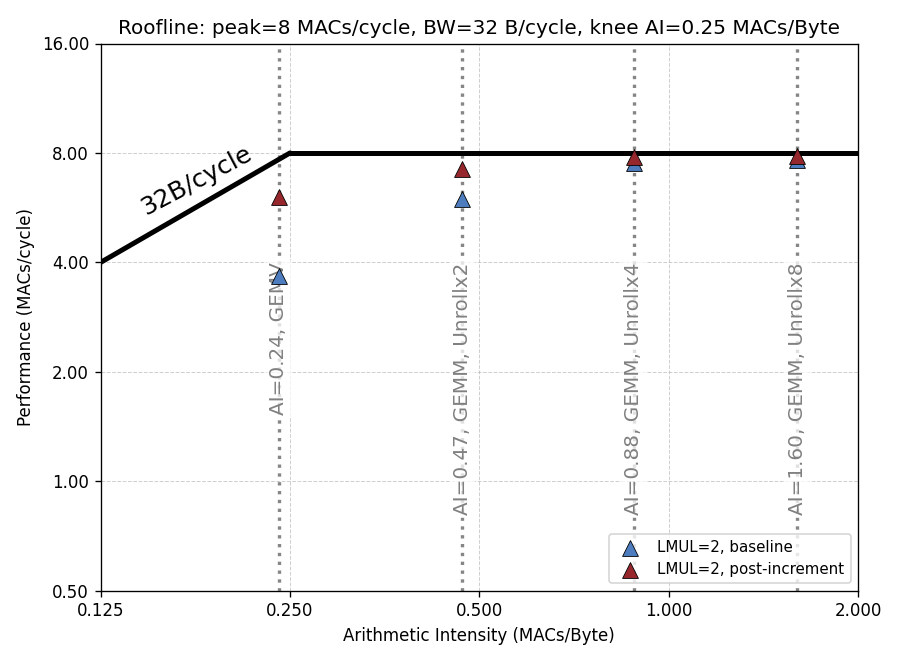 Roofline: peak=8 MACs/cycle, BW=32 B/cycle, knee AI=0.25 MACs/Byte
16.00
8.00
4.00
2.00
1.00
0.50
Performance (MACs/cycle)
32B/cycle
AI=0.24, GEMV
AI=0.47, GEMM, Unrollx2
AI=0.88, GEMM, Unrollx4
AI=1.60, GEMM, Unrollx8
LMUL=2, baseline
LMUL=2, post-increment
0.125
0.250
0.500
1.000
2.000
Arithmetic Intensity (MACs/Byte)